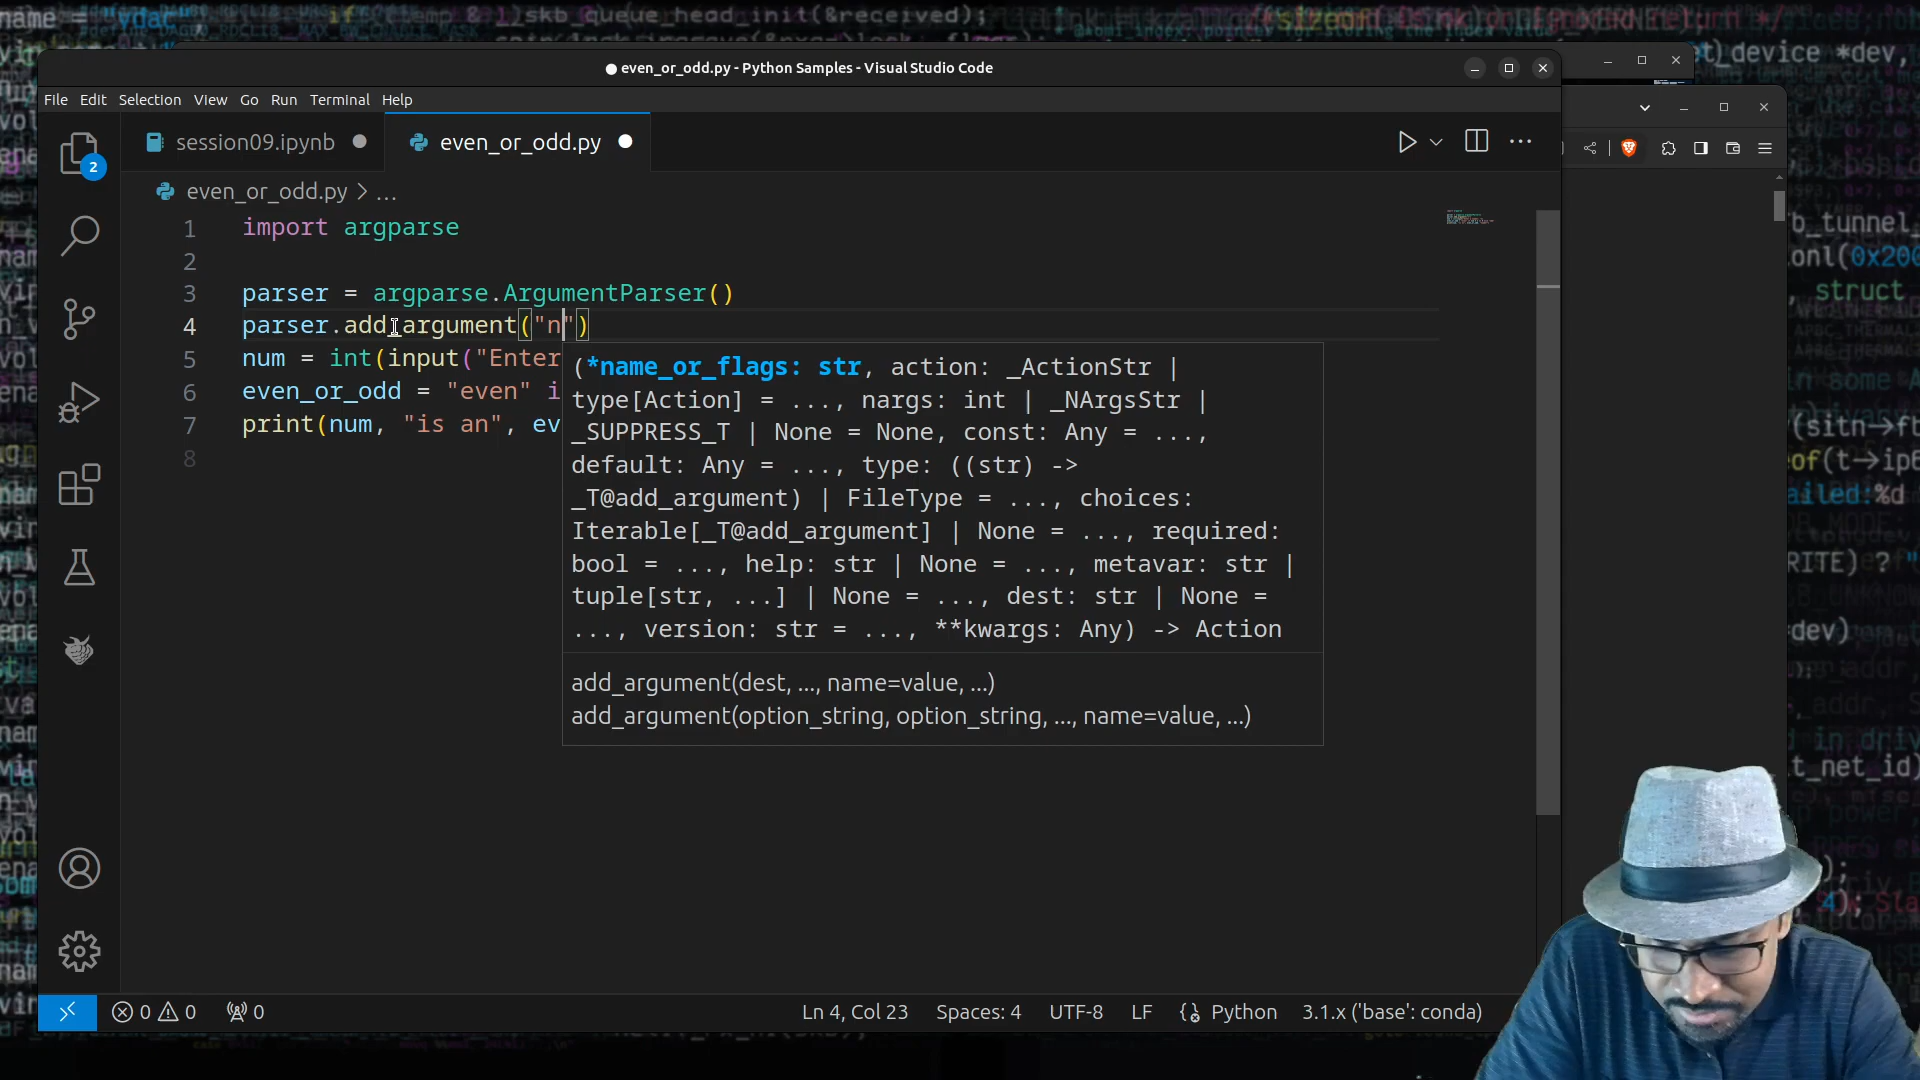 even_or_odd.py - Python Samples - Visual Studio Code
File Edit Selection View Go Run Terminal Help
session09.ipynb
even_or_odd.py
2
even_or_odd.py > ...
1 import argparse
2
3 parser = argparse.ArgumentParser()
4 parser.add_argument("n")
5 num = int(input("Enter
6 even_or_odd = "even" i
7 print(num, "is an", ev
8
(*name_or_flags: str, action: _ActionStr |
type[Action] = ..., nargs: int | _NArgsStr |
_SUPPRESS_T | None = None, const: Any = ...,
default: Any = ..., type: ((str) ->
_T@add_argument) | FileType = ..., choices:
Iterable[_T@add_argument] | None = ..., required:
bool = ..., help: str | None = ..., metavar: str |
tuple[str, ...] | None = ..., dest: str | None =
..., version: str = ..., **kwargs: Any) -> Action
add_argument(dest, ..., name=value, ...)
add_argument(option_string, option_string, ..., name=value, ...)
0 0 0 Ln 4, Col 23 Spaces: 4 UTF-8 LF Python 3.1.x ('base': conda)